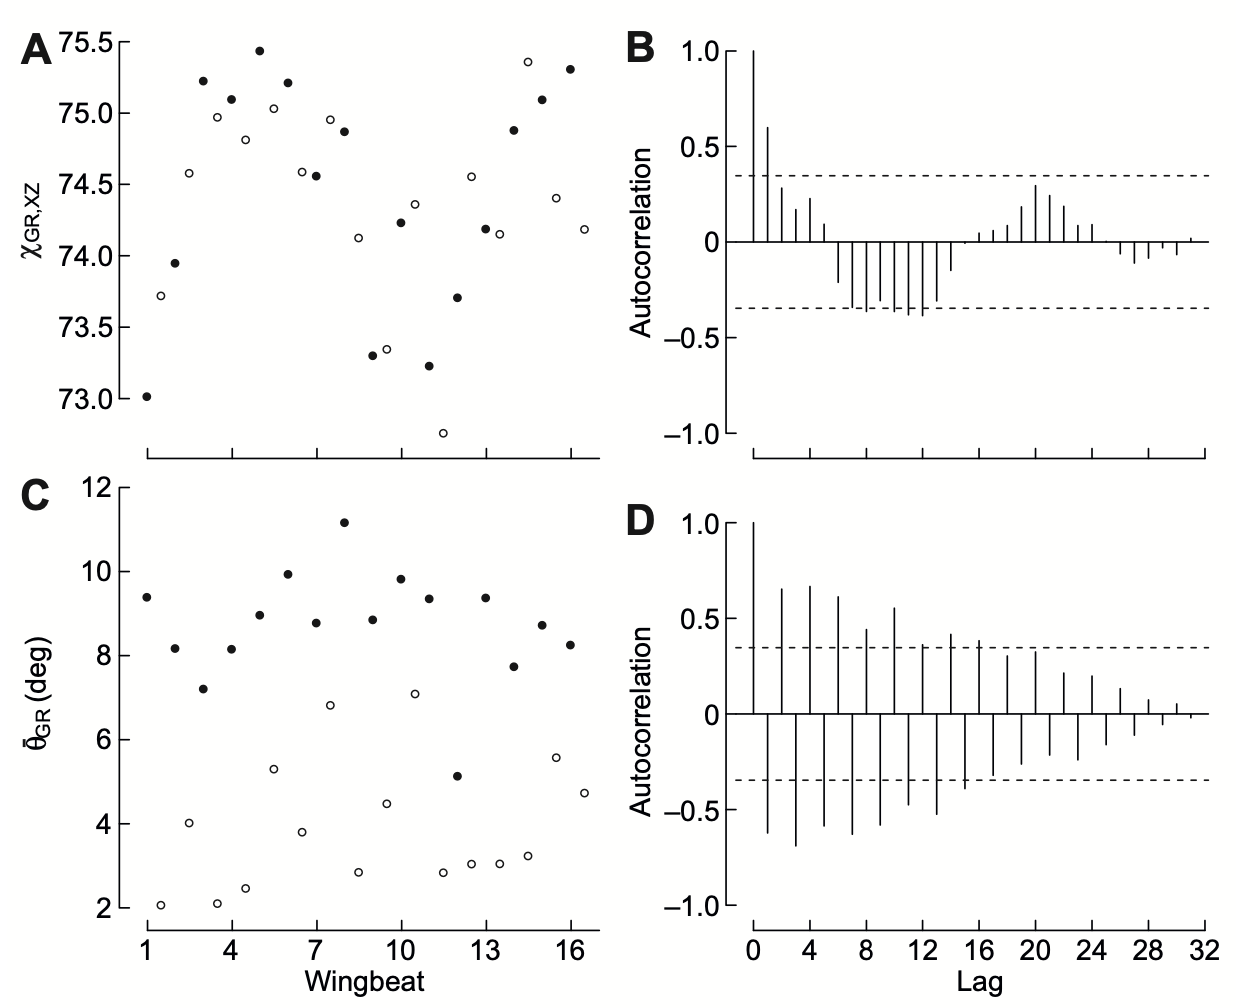 A
75.5
75.0
74.5
74.0
73.5
73.0
χGR,XZ
B
1.0
0.5
0
–0.5
–1.0
Autocorrelation
C
12
10
8
6
4
2
θ̄GR (deg)
1 4 7 10 13 16
Wingbeat
D
1.0
0.5
0
–0.5
–1.0
Autocorrelation
0 4 8 12 16 20 24 28 32
Lag